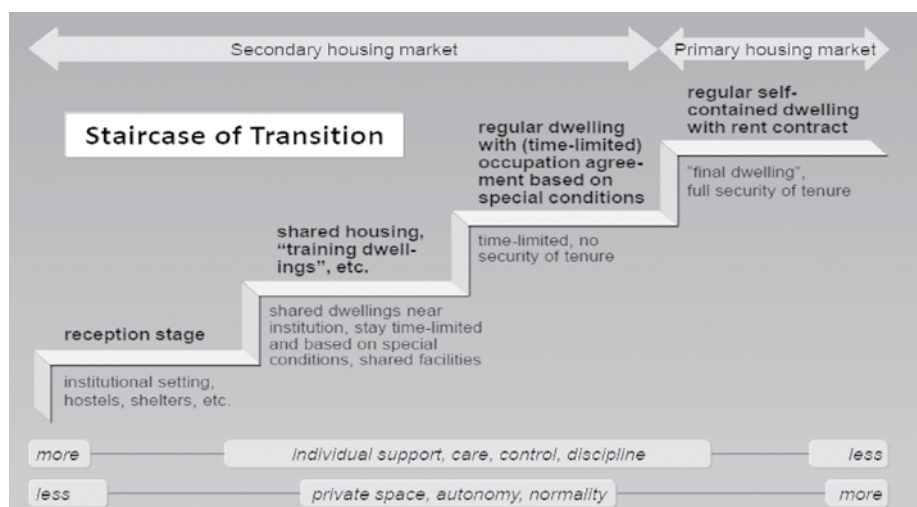 Secondary housing market
Primary housing market
Staircase of Transition
regular self-
contained dwelling
with rent contract
"final dwelling",
full security of tenure
regular dwelling
with (time-limited)
occupation agree-
ment based on
special conditions
time-limited, no
security of tenure
shared housing,
“training dwell-
ings”, etc.
shared dwellings near
institution, stay time-limited
and based on special
conditions, shared facilities
reception stage
institutional setting,
hostels, shelters, etc.
more
individual support, care, control, discipline
less
less
private space, autonomy, normality
more